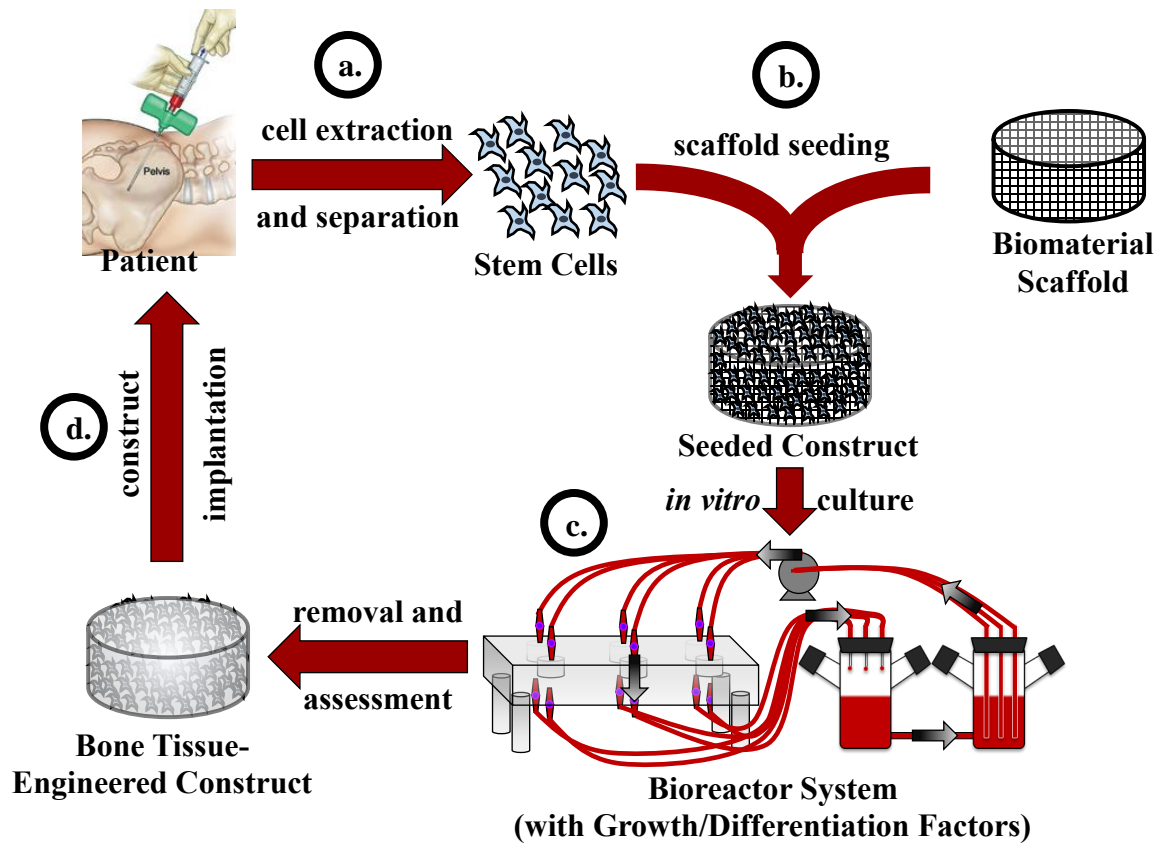 a.
cell extraction
and separation
b.
scaffold seeding
Pelvis
Patient
Stem Cells
Biomaterial
Scaffold
Seeded Construct
in vitro culture
c.
d.
construct
implantation
removal and
assessment
Bone Tissue-
Engineered Construct
Bioreactor System
(with Growth/Differentiation Factors)